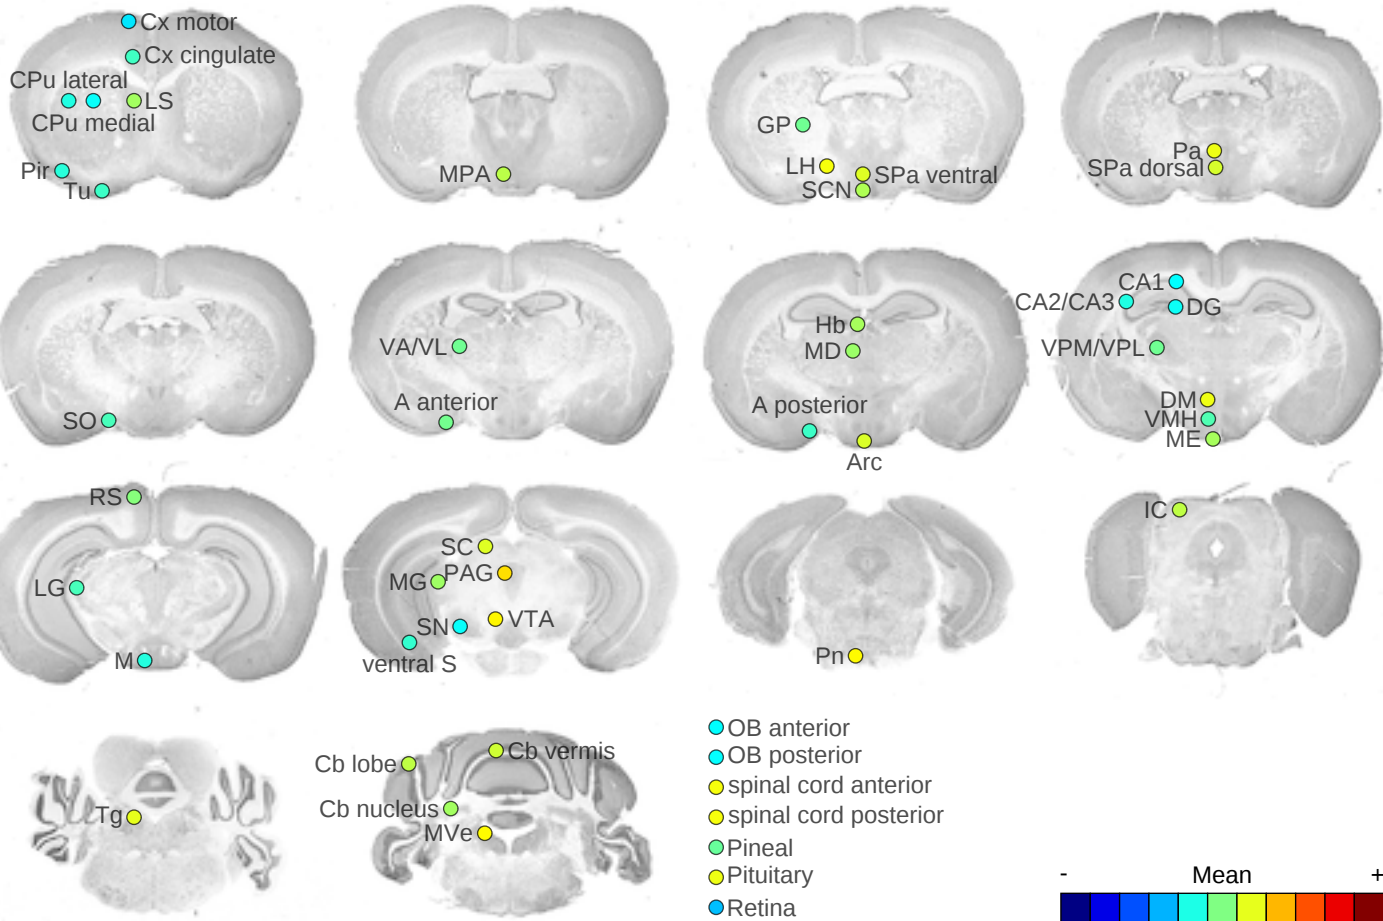 Cx motor
Cx cingulate
CPu lateral
LS
CPu medial
Pir
Tu
MPA
GP
LH
SPa ventral
SCN
Pa
SPa dorsal
SO
VA/VL
A anterior
Hb
MD
A posterior
Arc
CA1
CA2/CA3
DG
VPM/VPL
DM
VMH
ME
RS
LG
M
SC
PAG
MG
VTA
SN
ventral S
Pn
IC
Tg
Cb vermis
Cb lobe
Cb nucleus
MVe
OB anterior
OB posterior
spinal cord anterior
spinal cord posterior
Pineal
Pituitary
Retina
- Mean +